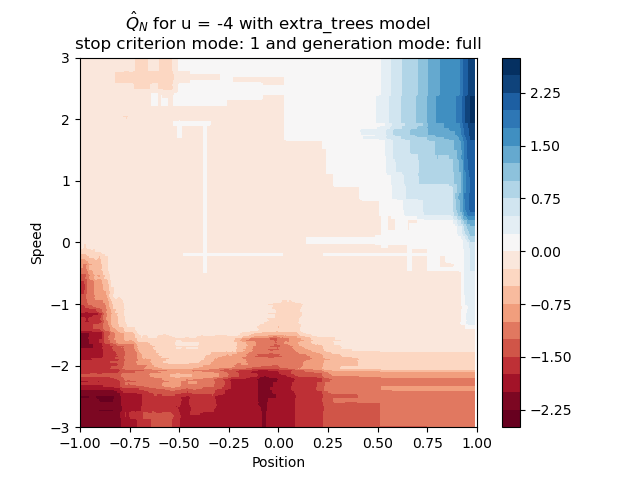 $\hat{Q}_N$ for u = -4 with extra_trees model
stop criterion mode: 1 and generation mode: full
3
2
1
0
−1
−2
−3
Speed
−1.00 −0.75 −0.50 −0.25 0.00 0.25 0.50 0.75 1.00
Position
2.25
1.50
0.75
0.00
−0.75
−1.50
−2.25